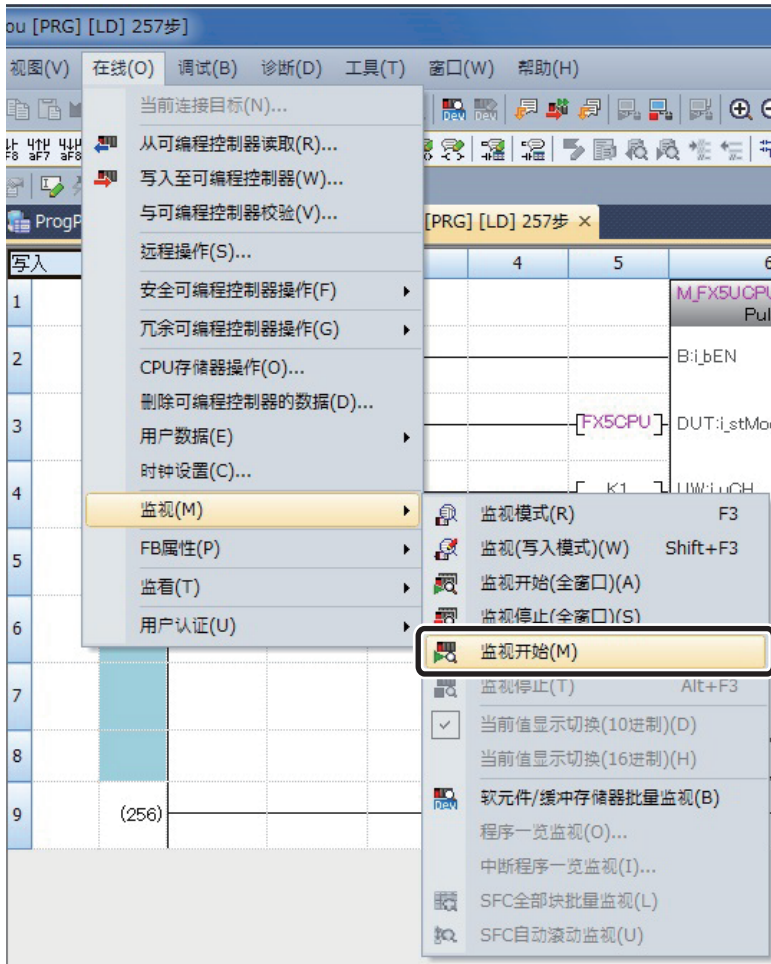 ou [PRG] [LD] 257步]
视图(V) 在线(O) 调试(B) 诊断(D) 工具(T) 窗口(W) 帮助(H)
当前连接目标(N)...
从可编程控制器读取(R)...
写入至可编程控制器(W)...
与可编程控制器校验(V)...
远程操作(S)...
安全可编程控制器操作(F)
冗余可编程控制器操作(G)
CPU存储器操作(O)...
删除可编程控制器的数据(D)...
用户数据(E)
时钟设置(C)...
监视(M)
FB属性(P)
监看(T)
用户认证(U)
监视模式(R) F3
监视(写入模式)(W) Shift+F3
监视开始(全窗口)(A)
监视停止(全窗口)(S)
监视开始(M)
监视停止(T) Alt+F3
当前值显示切换(10进制)(D)
当前值显示切换(16进制)(H)
软元件/缓冲存储器批量监视(B)
程序一览监视(O)...
中断程序一览监视(I)...
SFC全部块批量监视(L)
SFC自动滚动监视(U)
Dev Dev
F8 aF7 aF8
ProgP [PRG] [LD] 257步
写入 4 5 6
1 M_FX5UCPU
Pul
2 B:i_bEN
3 FX5CPU DUT:i_stMo
4 K1 UW:i_uCH
5
6
7
8
9 (256)
Dev